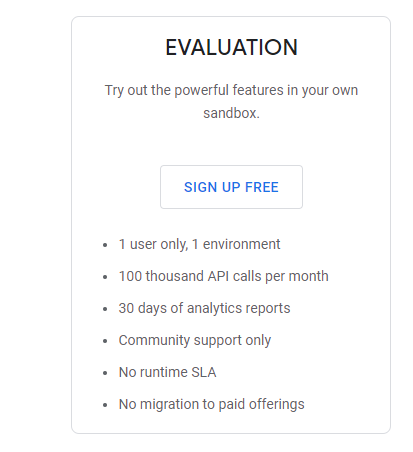 EVALUATION
Try out the powerful features in your own
sandbox.
SIGN UP FREE
• 1 user only, 1 environment
• 100 thousand API calls per month
• 30 days of analytics reports
• Community support only
• No runtime SLA
• No migration to paid offerings